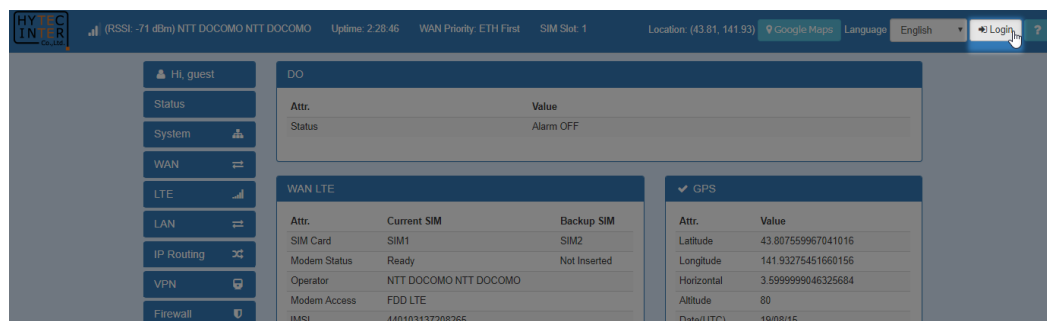 HYTEC
INTER
Co.,Ltd.
(RSSI: -71 dBm) NTT DOCOMO NTT DOCOMO Uptime: 2:28:46 WAN Priority: ETH First SIM Slot: 1 Location: (43.81, 141.93) Google Maps Language English Login ?
Hi, guest
Status
System
WAN
LTE
LAN
IP Routing
VPN
Firewall
DO
Attr. Value
Status Alarm OFF
WAN LTE
Attr. Current SIM Backup SIM
SIM Card SIM1 SIM2
Modem Status Ready Not Inserted
Operator NTT DOCOMO NTT DOCOMO
Modem Access FDD LTE
IMSI 440103137208265
GPS
Attr. Value
Latitude 43.807559967041016
Longitude 141.93275451660156
Horizontal 3.5999999046325684
Altitude 80
Date(UTC) 19/08/15